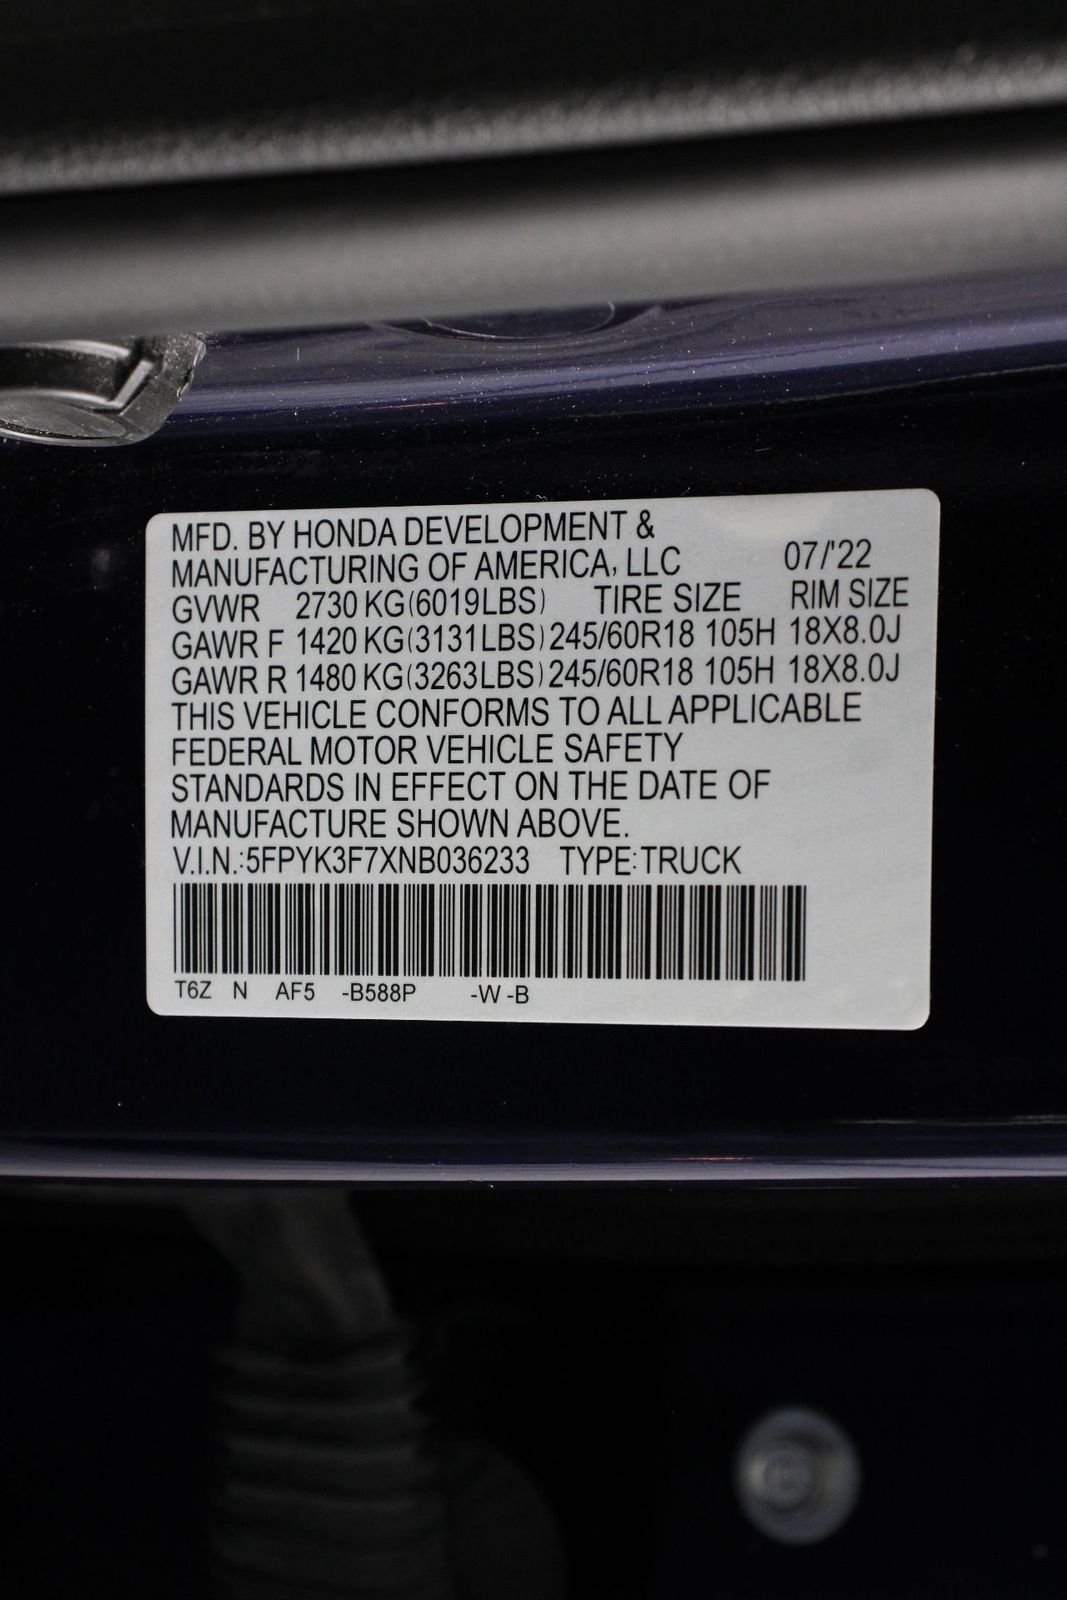 MFD. BY HONDA DEVELOPMENT &
MANUFACTURING OF AMERICA, LLC 07/'22
GVWR 2730 KG(6019LBS) TIRE SIZE RIM SIZE
GAWR F 1420 KG(3131LBS) 245/60R18 105H 18X8.0J
GAWR R 1480 KG(3263LBS) 245/60R18 105H 18X8.0J
THIS VEHICLE CONFORMS TO ALL APPLICABLE
FEDERAL MOTOR VEHICLE SAFETY
STANDARDS IN EFFECT ON THE DATE OF
MANUFACTURE SHOWN ABOVE.
V.I.N.:5FPYK3F7XNB036233 TYPE:TRUCK
T6Z N AF5 -B588P -W -B